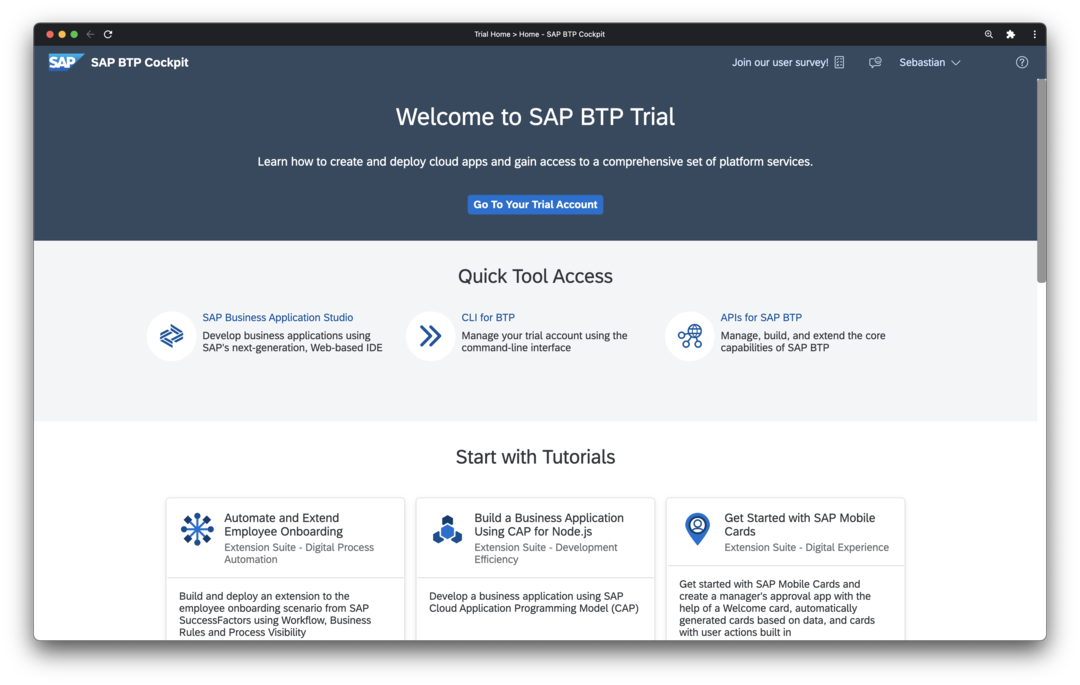 Trial Home > Home - SAP BTP Cockpit
SAP SAP BTP Cockpit
Join our user survey!
Sebastian
Welcome to SAP BTP Trial
Learn how to create and deploy cloud apps and gain access to a comprehensive set of platform services.
Go To Your Trial Account
Quick Tool Access
SAP Business Application Studio
Develop business applications using
SAP's next-generation, Web-based IDE
CLI for BTP
Manage your trial account using the
command-line interface
APIs for SAP BTP
Manage, build, and extend the core
capabilities of SAP BTP
Start with Tutorials
Automate and Extend
Employee Onboarding
Extension Suite - Digital Process
Automation
Build and deploy an extension to the
employee onboarding scenario from SAP
SuccessFactors using Workflow, Business
Rules and Process Visibility
Build a Business Application
Using CAP for Node.js
Extension Suite - Development
Efficiency
Develop a business application using SAP
Cloud Application Programming Model (CAP)
Get Started with SAP Mobile
Cards
Extension Suite - Digital Experience
Get started with SAP Mobile Cards and
create a manager's approval app with the
help of a Welcome card, automatically
generated cards based on data, and cards
with user actions built in